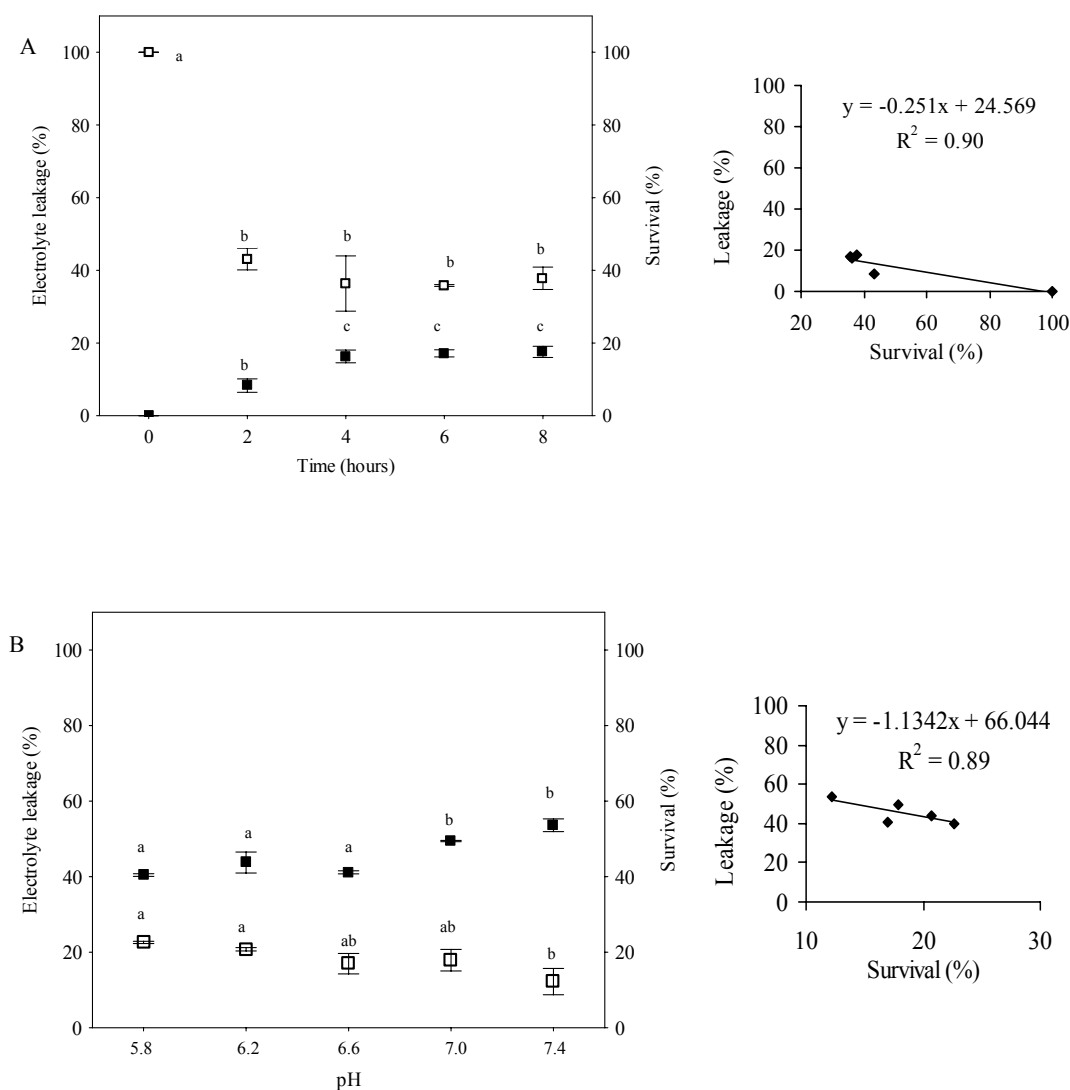 A
100
80
60
40
20
0
Electrolyte leakage (%)
a
b
b
b
b
b
c
c
c
100
80
60
40
20
0
Survival (%)
0 2 4 6 8
Time (hours)
100
80
60
40
20
0
Leakage (%)
y = -0.251x + 24.569
R² = 0.90
20 40 60 80 100
Survival (%)
B
100
80
60
40
20
0
Electrolyte leakage (%)
a a a b b
a a ab ab b
100
80
60
40
20
0
Survival (%)
5.8 6.2 6.6 7.0 7.4
pH
100
80
60
40
20
0
Leakage (%)
y = -1.1342x + 66.044
R² = 0.89
10 20 30
Survival (%)